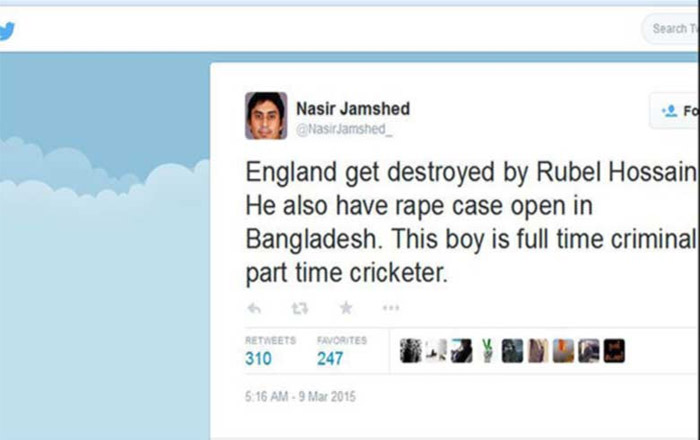 Search Tw
Nasir Jamshed
@NasirJamshed_
Fo
England get destroyed by Rubel Hossain
He also have rape case open in
Bangladesh. This boy is full time criminal
part time cricketer.
RETWEETS FAVORITES
310 247
5:16 AM - 9 Mar 2015